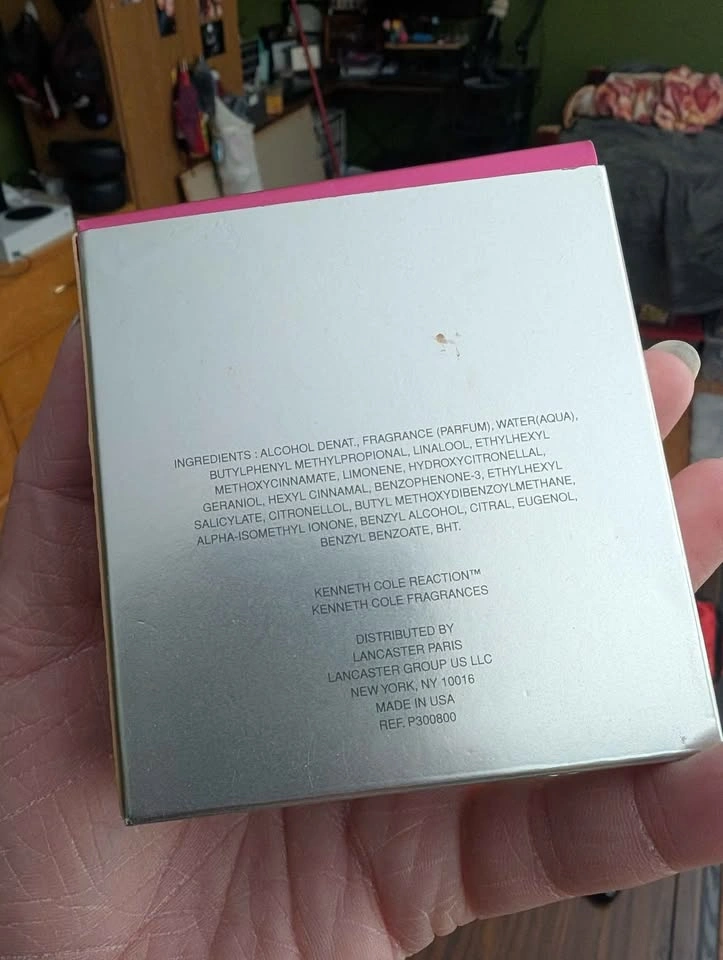 INGREDIENTS : ALCOHOL DENAT., FRAGRANCE (PARFUM), WATER(AQUA),
BUTYLPHENYL METHYLPROPIONAL, LINALOOL, ETHYLHEXYL
METHOXYCINNAMATE, LIMONENE, HYDROXYCITRONELLAL,
GERANIOL, HEXYL CINNAMAL, BENZOPHENONE-3, ETHYLHEXYL
SALICYLATE, CITRONELLOL, BUTYL METHOXYDIBENZOYLMETHANE,
ALPHA-ISOMETHYL IONONE, BENZYL ALCOHOL, CITRAL, EUGENOL,
BENZYL BENZOATE, BHT.
KENNETH COLE REACTION™
KENNETH COLE FRAGRANCES
DISTRIBUTED BY
LANCASTER PARIS
LANCASTER GROUP US LLC
NEW YORK, NY 10016
MADE IN USA
REF. P300800